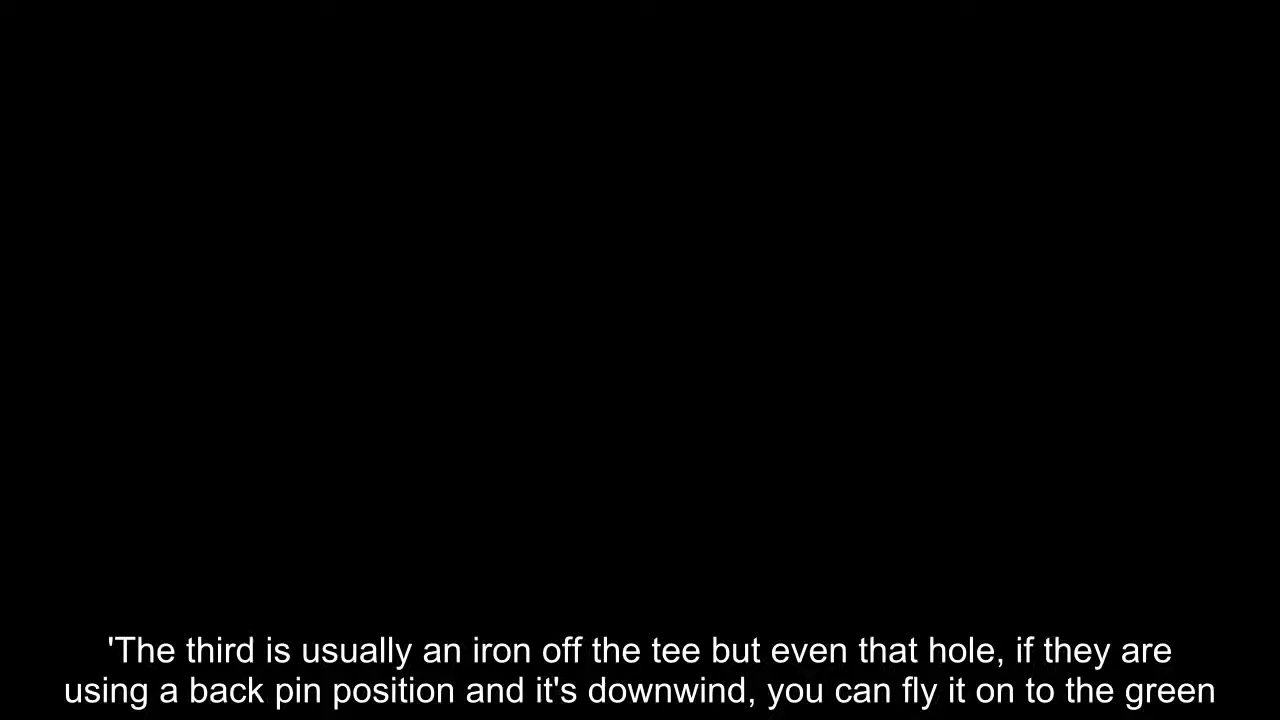 'The third is usually an iron off the tee but even that hole, if they are
using a back pin position and it's downwind, you can fly it on to the green